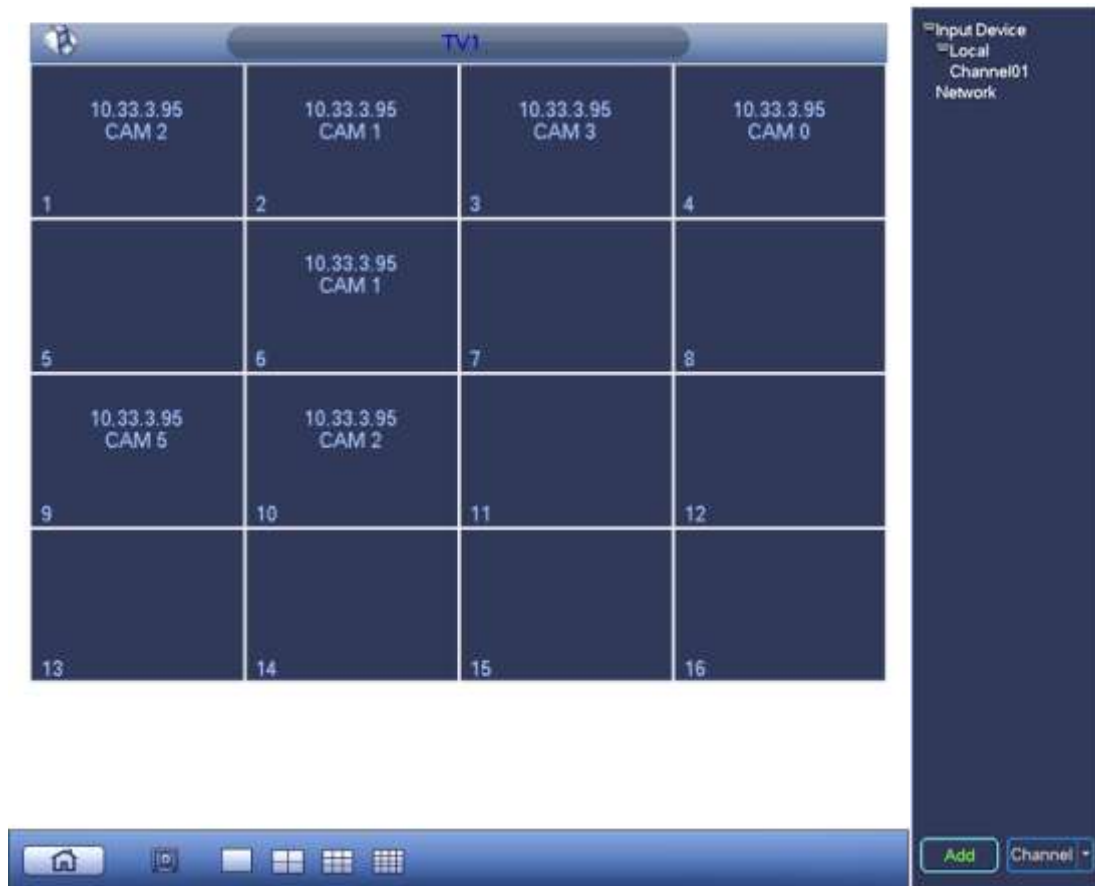 TV1
10.33.3.95
CAM 2
1
10.33.3.95
CAM 1
2
10.33.3.95
CAM 3
3
10.33.3.95
CAM 0
4
5
10.33.3.95
CAM 1
6
7
8
10.33.3.95
CAM 5
9
10.33.3.95
CAM 2
10
11
12
13
14
15
16
Input Device
Local
Channel01
Network
Add
Channel